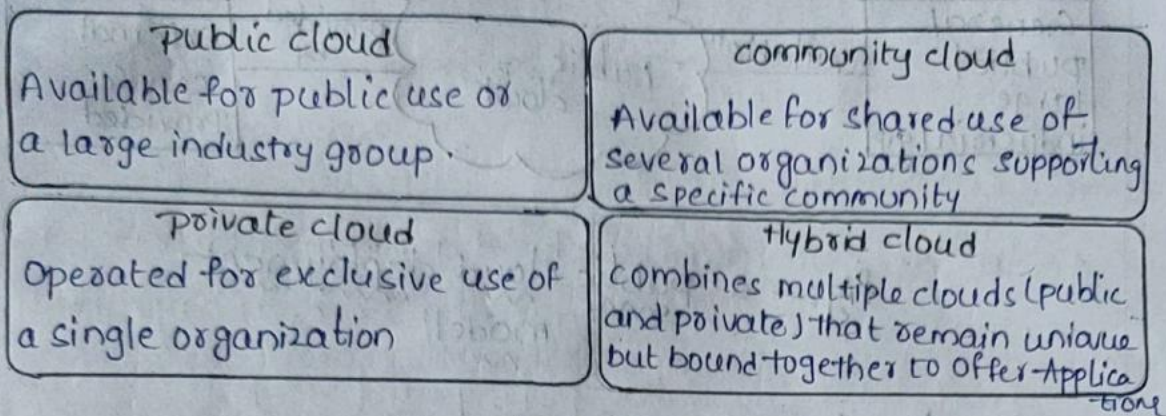 public cloud
Available for public use or
a large industry group.
community cloud
Available for shared use of
several organizations supporting
a specific community
private cloud
Operated for exclusive use of
a single organization
Hybrid cloud
combines multiple clouds (public
and private) that remain unique
but bound together to Offer Applica
tions